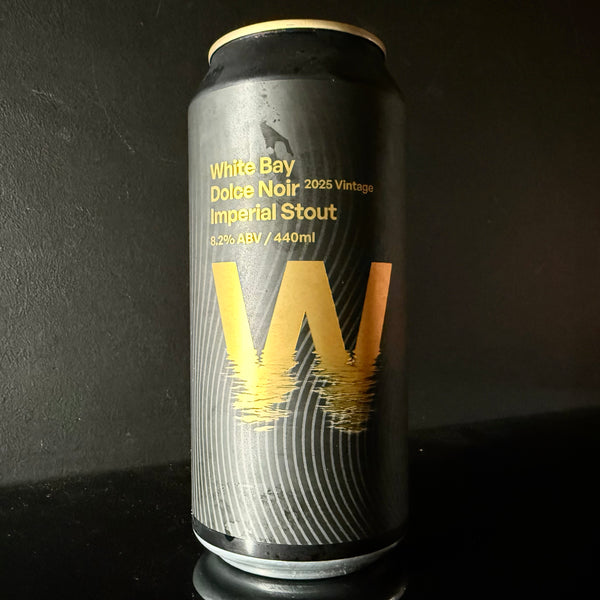 White Bay
Dolce Noir 2025 Vintage
Imperial Stout
8.2% ABV / 440ml
W